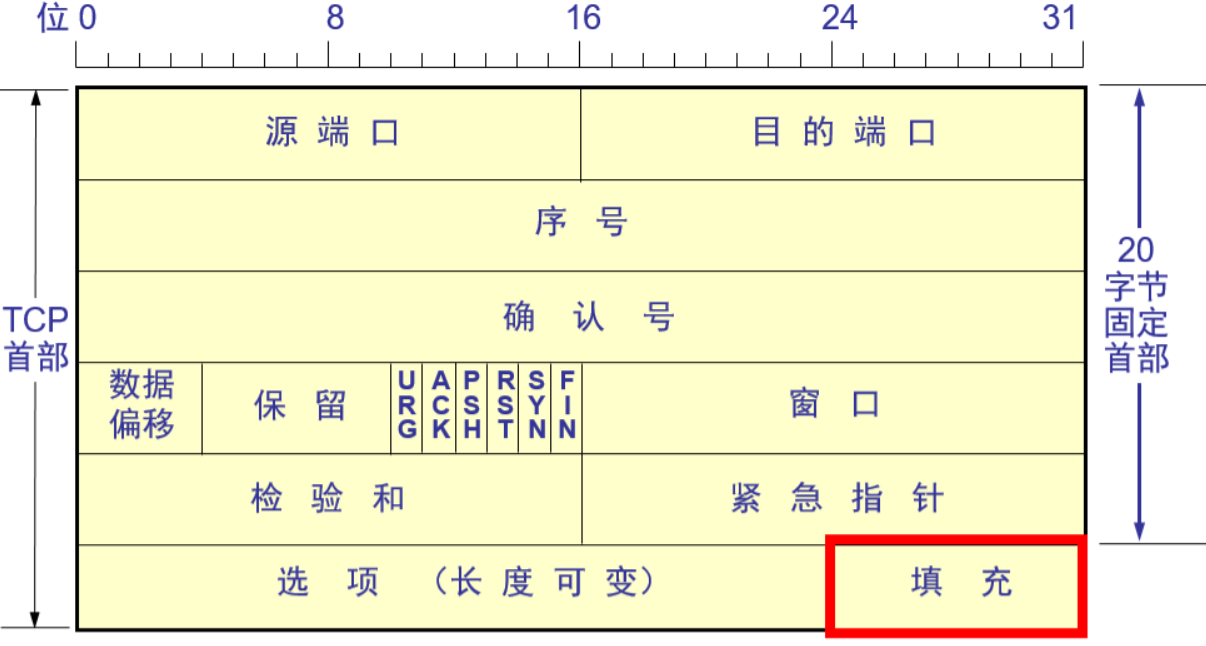 位 0 8 16 24 31
源端口 目的端口
序号
TCP
首部
确认号
20
字节
固定
首部
数据
偏移
保留
URG ACK PSH RST SYN FIN
窗口
检验和 紧急指针
选项（长度可变） 填充